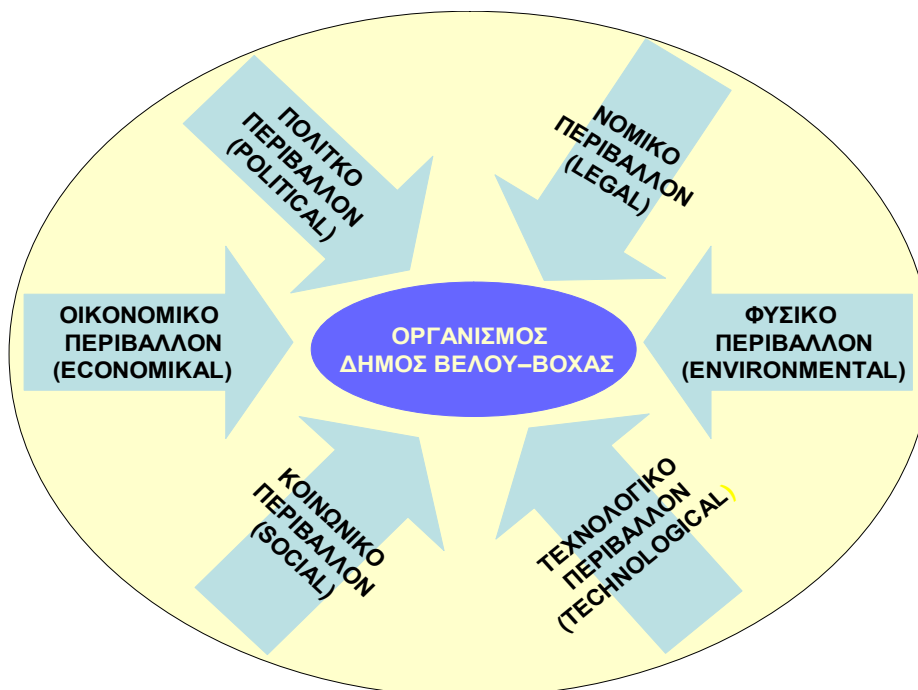 ΠΟΛΙΤΚΟ
ΠΕΡΙΒΑΛΛΟΝ
(POLITICAL)
ΝΟΜΙΚΟ
ΠΕΡΙΒΑΛΛΟΝ
(LEGAL)
ΟΙΚΟΝΟΜΙΚΟ
ΠΕΡΙΒΑΛΛΟΝ
(ECONOMIKAL)
ΟΡΓΑΝΙΣΜΟΣ
ΔΗΜΟΣ ΒΕΛΟΥ–ΒΟΧΑΣ
ΦΥΣΙΚΟ
ΠΕΡΙΒΑΛΛΟΝ
(ENVIRONMENTAL)
ΚΟΙΝΩΝΙΚΟ
ΠΕΡΙΒΑΛΛΟΝ
(SOCIAL)
ΤΕΧΝΟΛΟΓΙΚΟ
ΠΕΡΙΒΑΛΛΟΝ
(TECHNOLOGICAL)